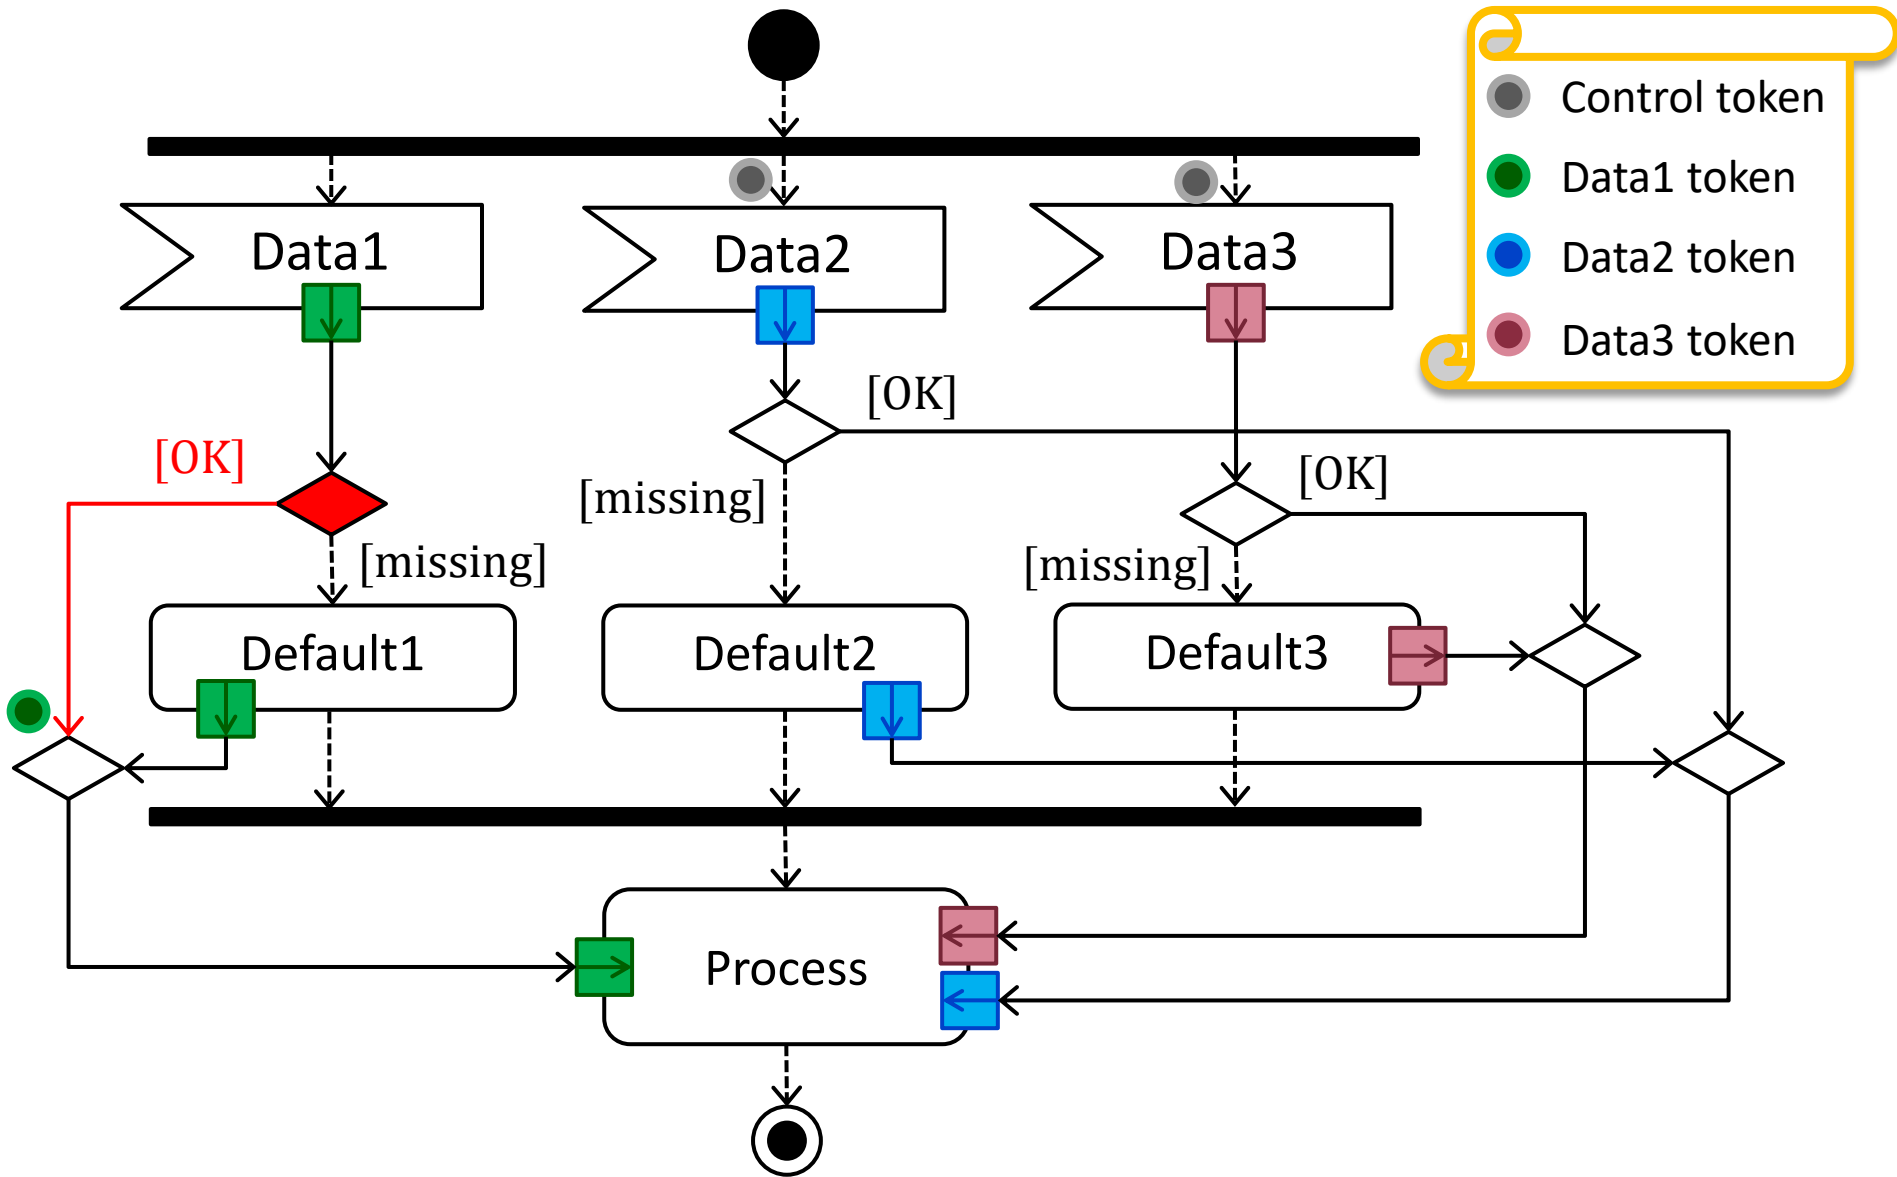 Control token
Data1 token
Data2 token
Data3 token
Data1
Data2
Data3
[OK]
[OK]
[OK]
[missing]
[missing]
[missing]
Default1
Default2
Default3
Process